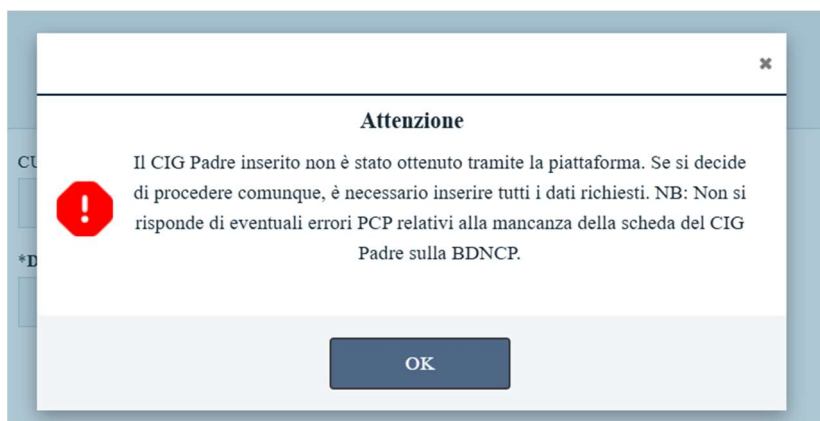 Attenzione
CU
Il CIG Padre inserito non è stato ottenuto tramite la piattaforma. Se si decide
di procedere comunque, è necessario inserire tutti i dati richiesti. NB: Non si
risponde di eventuali errori PCP relativi alla mancanza della scheda del CIG
*D
Padre sulla BDNCP.
OK